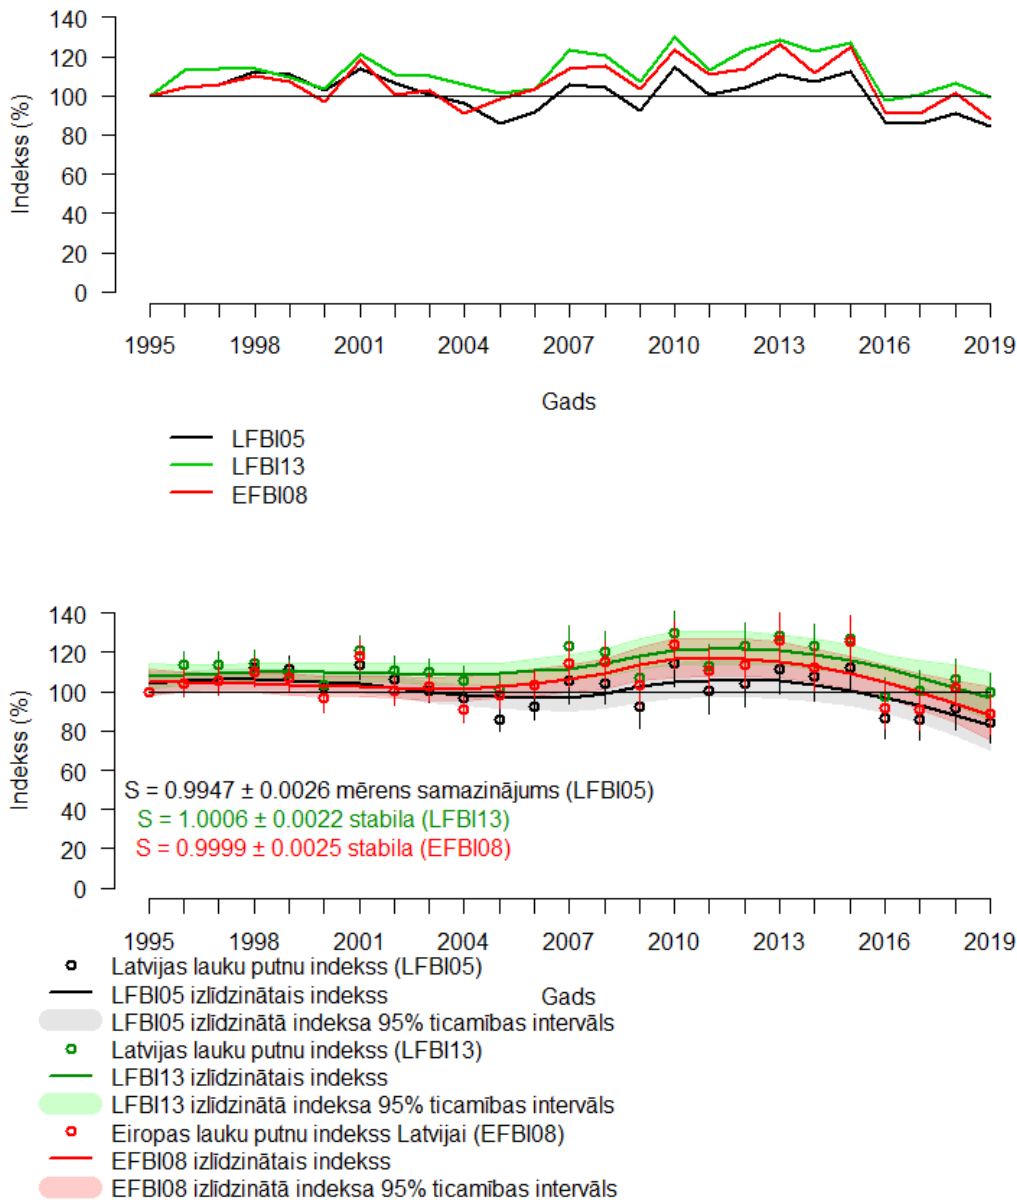 140
120
100
80
60
40
20
0
Indekss (%)
1995 1998 2001 2004 2007 2010 2013 2016 2019
Gads
LFBI05
LFBI13
EFBI08
140
120
100
80
60
40
20
0
Indekss (%)
S = 0.9947 ± 0.0026 mērens samazinājums (LFBI05)
S = 1.0006 ± 0.0022 stabila (LFBI13)
S = 0.9999 ± 0.0025 stabila (EFBI08)
1995 1998 2001 2004 2007 2010 2013 2016 2019
Gads
Latvijas lauku putnu indekss (LFBI05)
LFBI05 izlīdzinātais indekss
LFBI05 izlīdzinātā indeksa 95% ticamības intervāls
Latvijas lauku putnu indekss (LFBI13)
LFBI13 izlīdzinātais indekss
LFBI13 izlīdzinātā indeksa 95% ticamības intervāls
Eiropas lauku putnu indekss Latvijai (EFBI08)
EFBI08 izlīdzinātais indekss
EFBI08 izlīdzinātā indeksa 95% ticamības intervāls